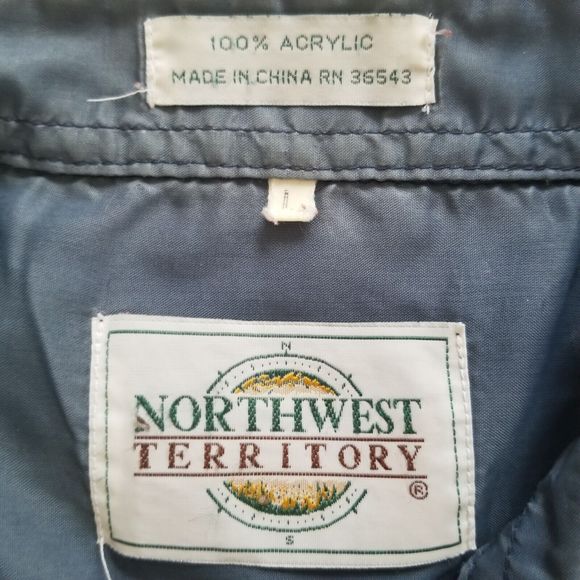 100% ACRYLIC
MADE IN CHINA RN 36543
L
N
NORTHWEST
TERRITORY
®
S